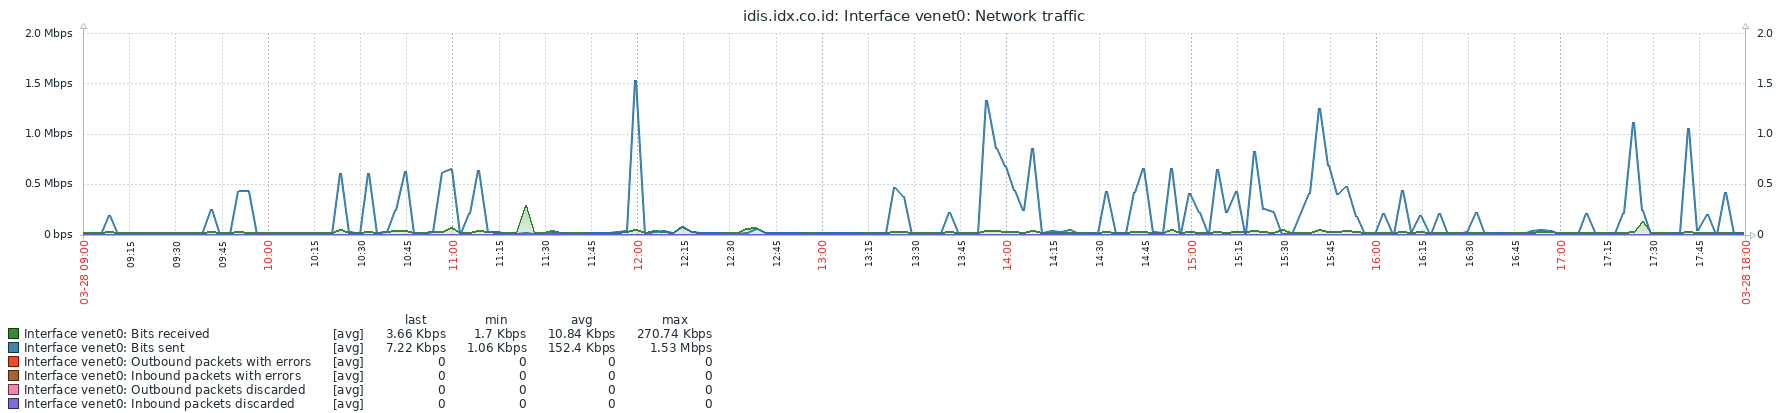 idis.idx.co.id: Interface venet0: Network traffic
2.0 Mbps 2.0
1.5 Mbps 1.5
1.0 Mbps 1.0
0.5 Mbps 0.5
0 bps 0
03-28 09:00 09:15 09:30 09:45 10:00 10:15 10:30 10:45 11:00 11:15 11:30 11:45 12:00 12:15 12:30 12:45 13:00 13:15 13:30 13:45 14:00 14:15 14:30 14:45 15:00 15:15 15:30 15:45 16:00 16:15 16:30 16:45 17:00 17:15 17:30 17:45 03-28 18:00
last min avg max
Interface venet0: Bits received [avg] 3.66 Kbps 1.7 Kbps 10.84 Kbps 270.74 Kbps
Interface venet0: Bits sent [avg] 7.22 Kbps 1.06 Kbps 152.4 Kbps 1.53 Mbps
Interface venet0: Outbound packets with errors [avg] 0 0 0 0
Interface venet0: Inbound packets with errors [avg] 0 0 0 0
Interface venet0: Outbound packets discarded [avg] 0 0 0 0
Interface venet0: Inbound packets discarded [avg] 0 0 0 0